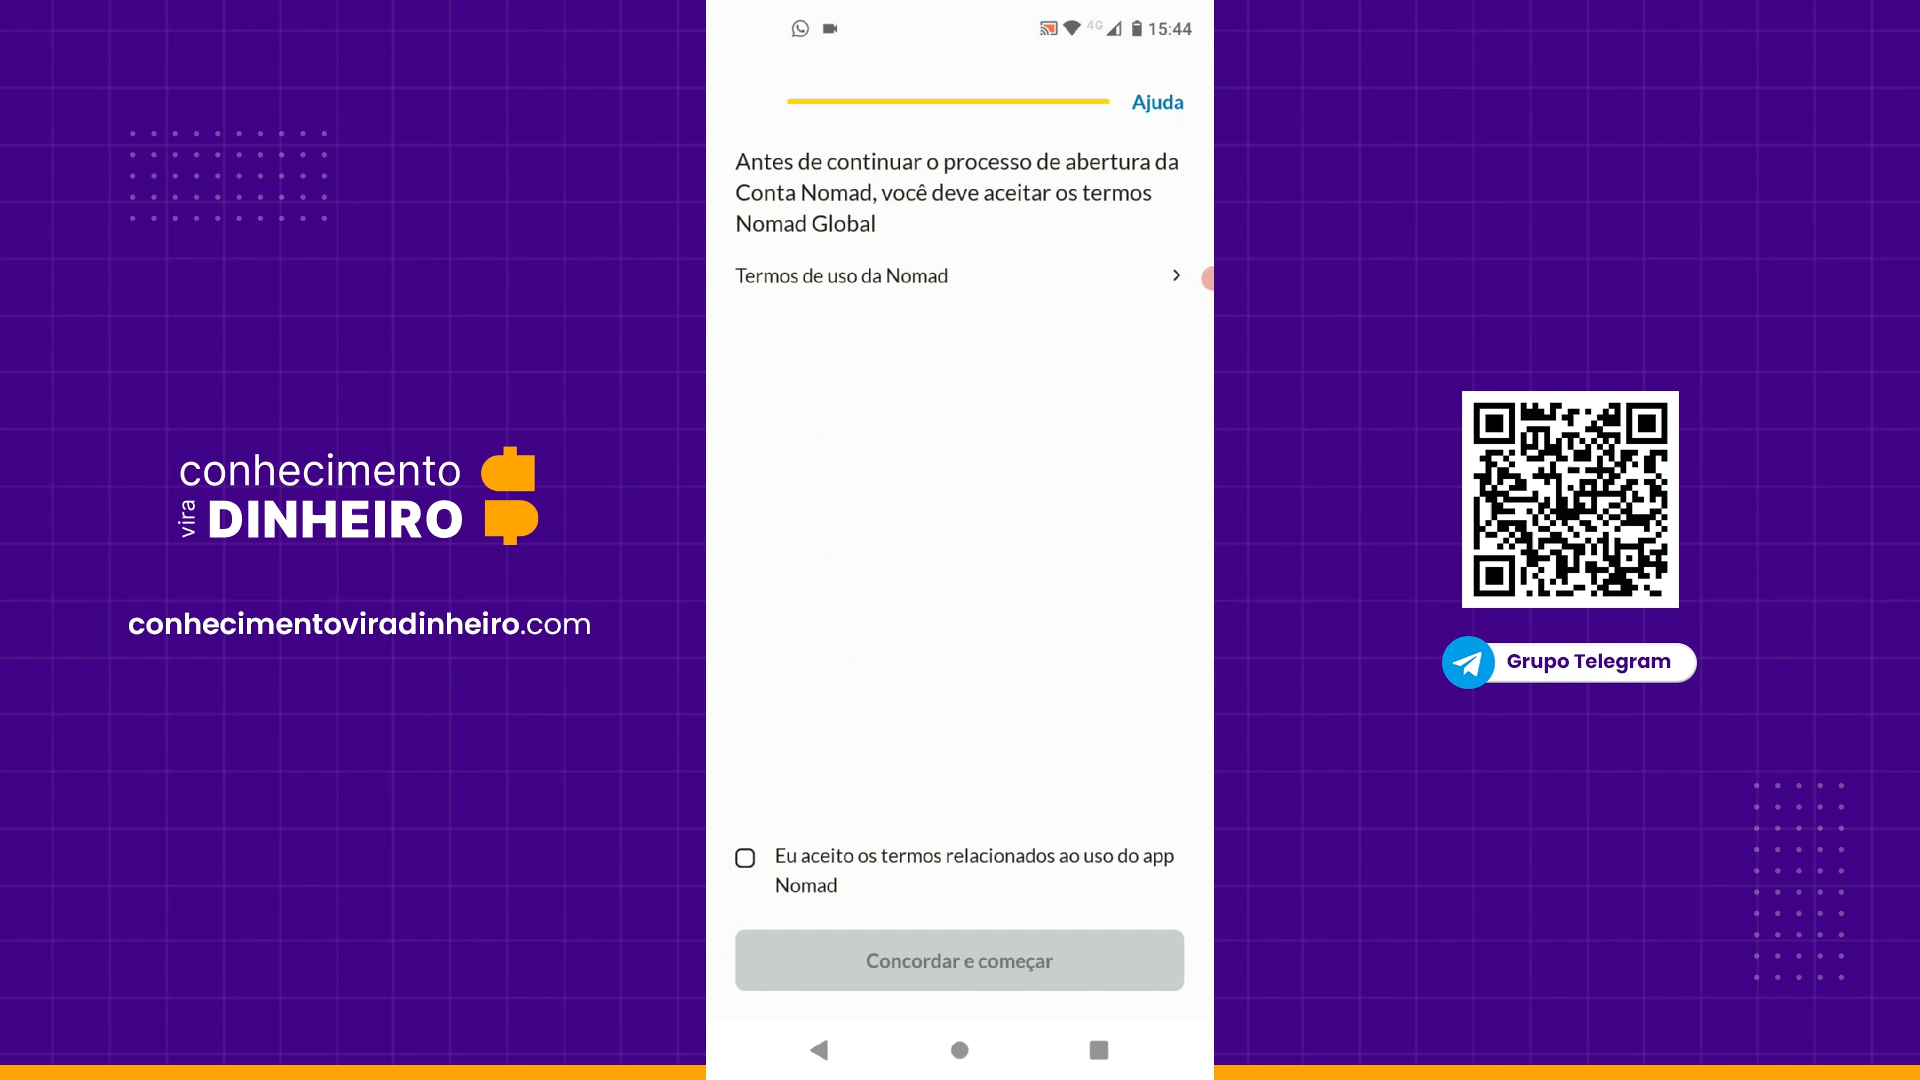 4G 15:44
Ajuda
Antes de continuar o processo de abertura da
Conta Nomad, você deve aceitar os termos
Nomad Global
Termos de uso da Nomad
Eu aceito os termos relacionados ao uso do app
Nomad
Concordar e começar
conhecimento
vira DINHEIRO
conhecimentoviradinheiro.com
Grupo Telegram